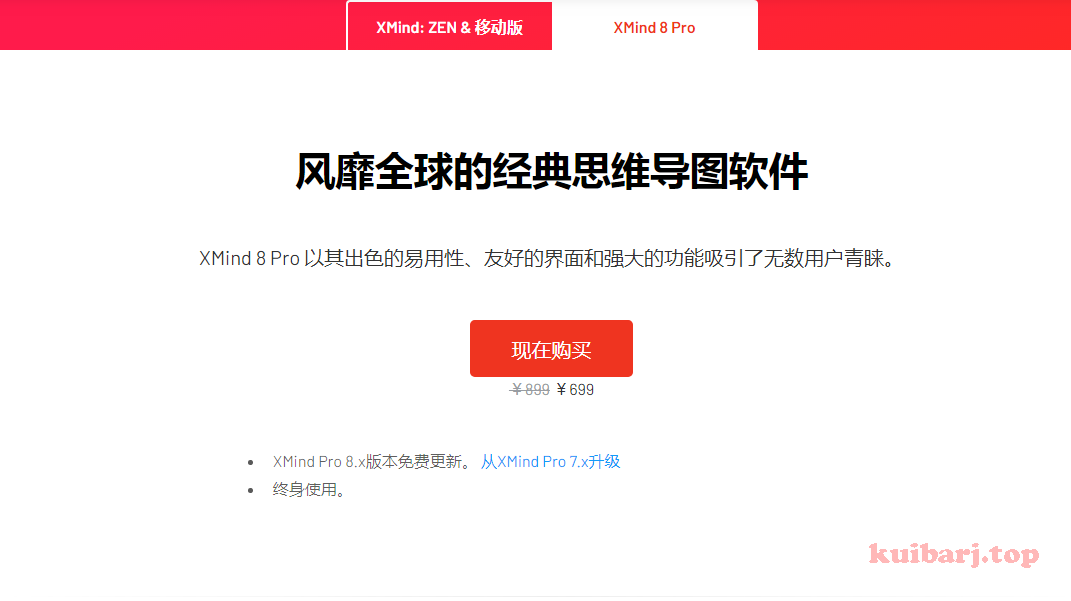 XMind: ZEN & 移动版
XMind 8 Pro
风靡全球的经典思维导图软件
XMind 8 Pro 以其出色的易用性、友好的界面和强大的功能吸引了无数用户青睐。
现在购买
￥899 ￥699
XMind Pro 8.x版本免费更新。 从XMind Pro 7.x升级
终身使用。
kuibarj.top